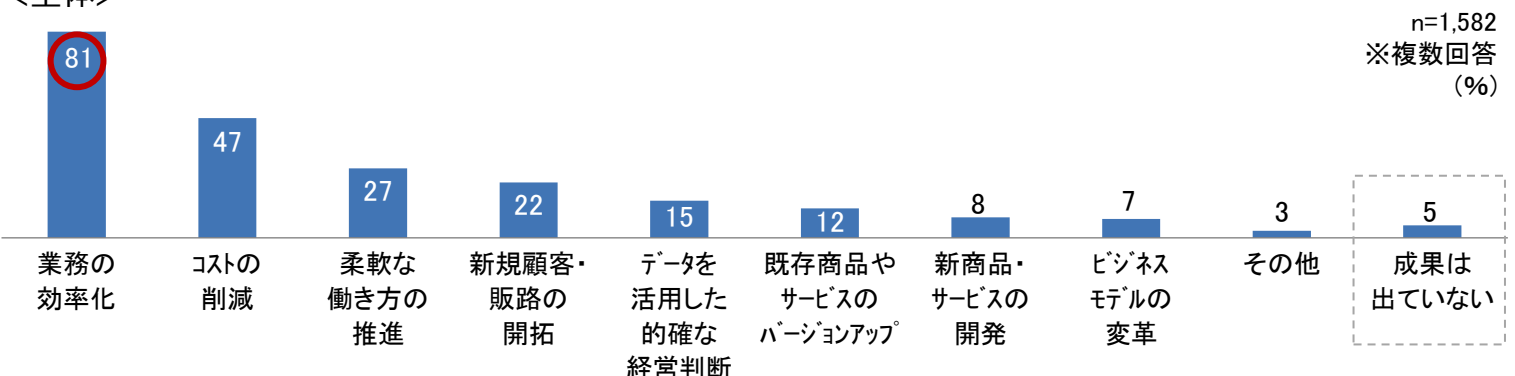 ＜全体＞
n=1,582
※複数回答
（%）
81
47
27
22
15
12
8
7
3
5
業務の
効率化
ｺｽﾄの
削減
柔軟な
働き方の
推進
新規顧客・
販路の
開拓
ﾃﾞｰﾀを
活用した
的確な
経営判断
既存商品や
ｻｰﾋﾞｽの
ﾊﾞｰｼﾞｮﾝｱｯﾌﾟ
新商品・
ｻｰﾋﾞｽの
開発
ﾋﾞｼﾞﾈｽ
ﾓﾃﾞﾙの
変革
その他
成果は
出ていない